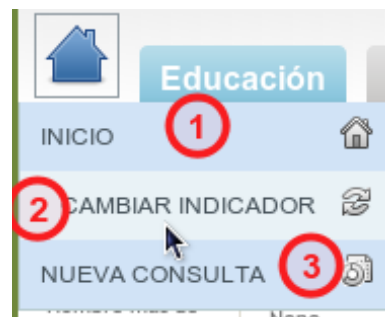 Educación
INICIO 1
2 CAMBIAR INDICADOR
NUEVA CONSULTA 3